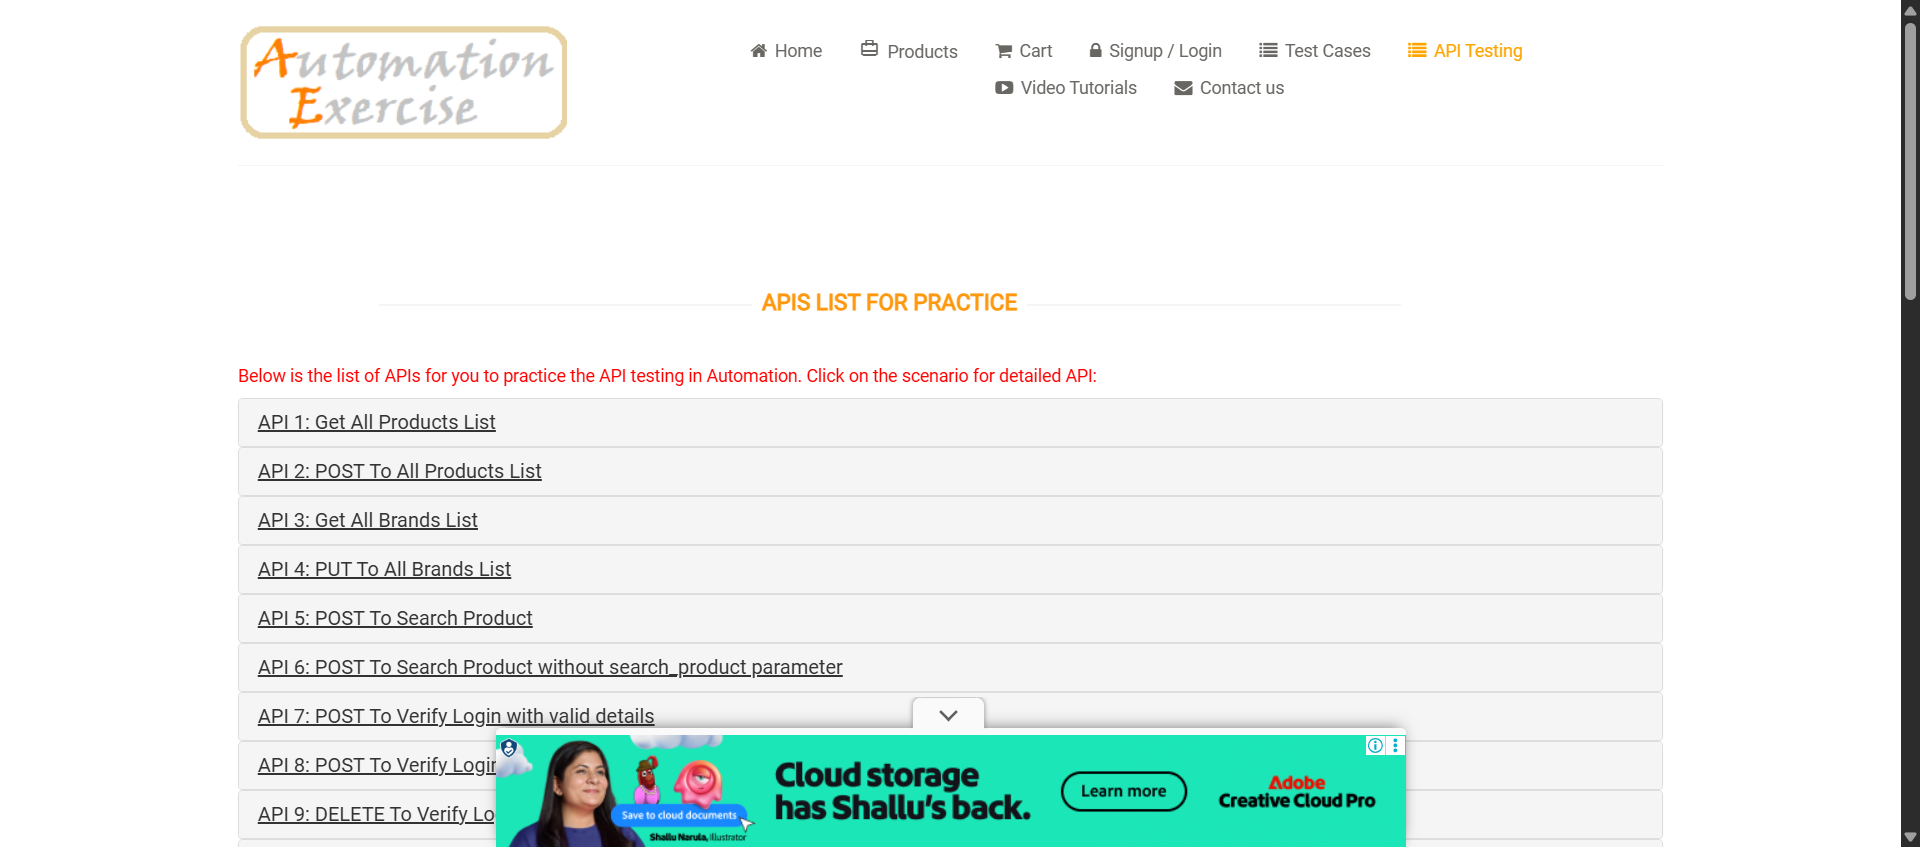 Automation
Exercise
Home
Products
Cart
Signup / Login
Test Cases
API Testing
Video Tutorials
Contact us
APIS LIST FOR PRACTICE
Below is the list of APIs for you to practice the API testing in Automation. Click on the scenario for detailed API:
API 1: Get All Products List
API 2: POST To All Products List
API 3: Get All Brands List
API 4: PUT To All Brands List
API 5: POST To Search Product
API 6: POST To Search Product without search_product parameter
API 7: POST To Verify Login with valid details
API 8: POST To Verify Login
API 9: DELETE To Verify Lo
Save to cloud documents
Shallu Narula, Illustrator
Cloud storage
has Shallu's back.
Learn more
Adobe
Creative Cloud Pro